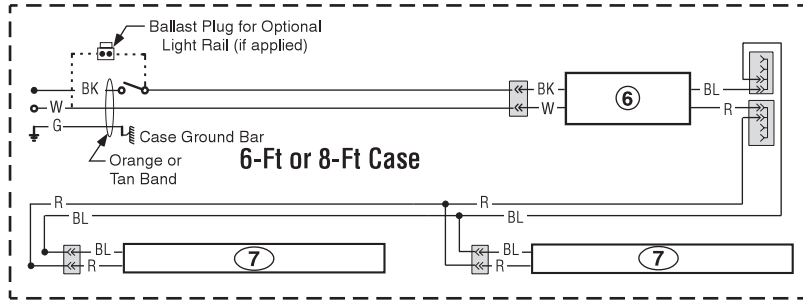 Ballast Plug for Optional
Light Rail (if applied)
BK
W
G
Case Ground Bar
Orange or
Tan Band
6-Ft or 8-Ft Case
BK
W
6
BL
R
R
BL
R
BL
BL
R
7
BL
R
7